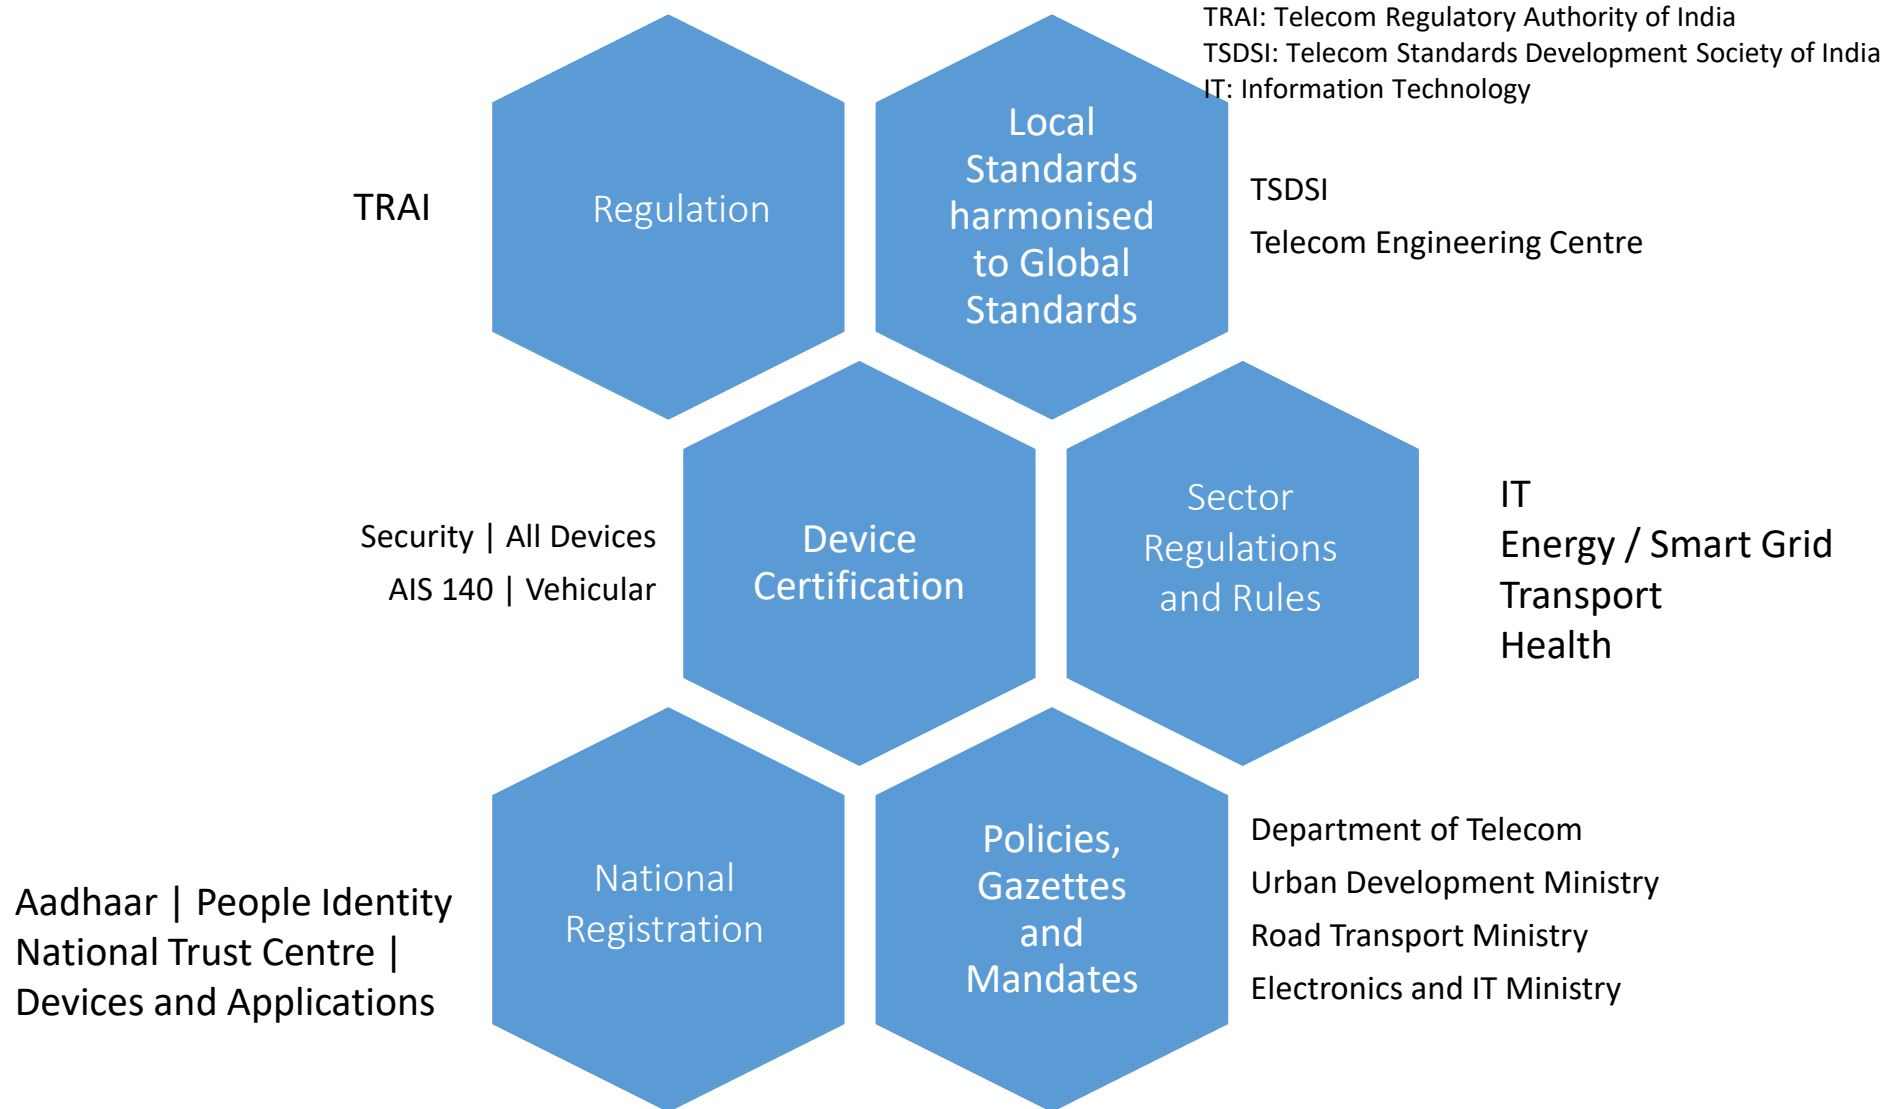 TRAI: Telecom Regulatory Authority of India
TSDSI: Telecom Standards Development Society of India
IT: Information Technology
TRAI
Regulation
Local
Standards
harmonised
to Global
Standards
TSDSI
Telecom Engineering Centre
Security | All Devices
AIS 140 | Vehicular
Device
Certification
Sector
Regulations
and Rules
IT
Energy / Smart Grid
Transport
Health
Aadhaar | People Identity
National Trust Centre |
Devices and Applications
National
Registration
Policies,
Gazettes
and
Mandates
Department of Telecom
Urban Development Ministry
Road Transport Ministry
Electronics and IT Ministry